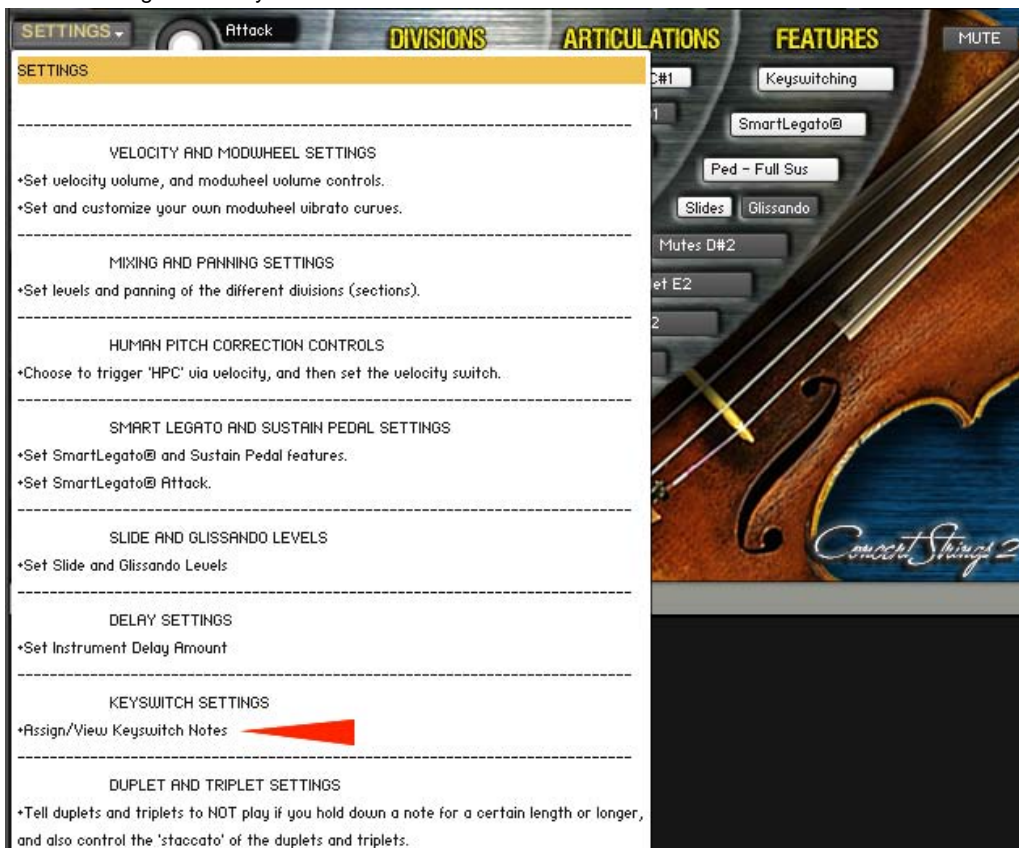 SETTINGS
Attack
DIVISIONS
ARTICULATIONS
FEATURES
MUTE
SETTINGS
C#1
Keyswitching
1
SmartLegato®
Ped - Full Sus
Slides
Glissando
Mutes D#2
et E2
2
--------------------------------------------------------------------------------
VELOCITY AND MODWHEEL SETTINGS
+Set velocity volume, and modwheel volume controls.
+Set and customize your own modwheel vibrato curves.
--------------------------------------------------------------------------------
MIXING AND PANNING SETTINGS
+Set levels and panning of the different divisions (sections).
--------------------------------------------------------------------------------
HUMAN PITCH CORRECTION CONTROLS
+Choose to trigger 'HPC' via velocity, and then set the velocity switch.
--------------------------------------------------------------------------------
SMART LEGATO AND SUSTAIN PEDAL SETTINGS
+Set SmartLegato® and Sustain Pedal features.
+Set SmartLegato® Attack.
--------------------------------------------------------------------------------
SLIDE AND GLISSANDO LEVELS
+Set Slide and Glissando Levels
--------------------------------------------------------------------------------
DELAY SETTINGS
+Set Instrument Delay Amount
--------------------------------------------------------------------------------
KEYSWITCH SETTINGS
+Assign/View Keyswitch Notes
--------------------------------------------------------------------------------
DUPLET AND TRIPLET SETTINGS
+Tell duplets and triplets to NOT play if you hold down a note for a certain length or longer,
and also control the 'staccato' of the duplets and triplets.
Concert Strings 2